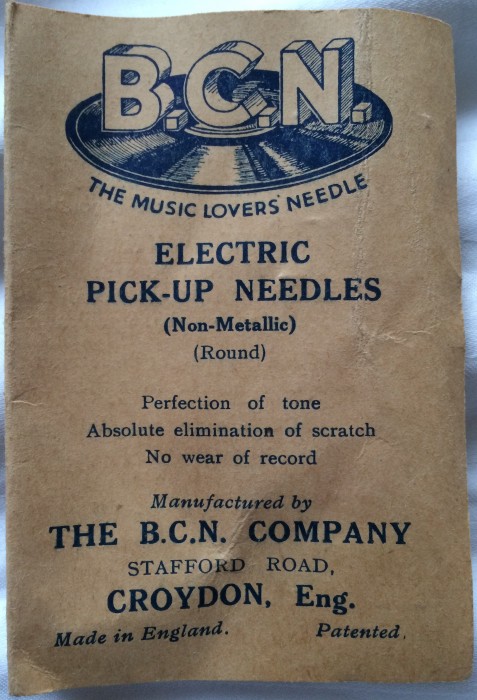 B.C.N.
THE MUSIC LOVERS' NEEDLE
ELECTRIC
PICK-UP NEEDLES
(Non-Metallic)
(Round)
Perfection of tone
Absolute elimination of scratch
No wear of record
Manufactured by
THE B.C.N. COMPANY
STAFFORD ROAD,
CROYDON, Eng.
Made in England. Patented.